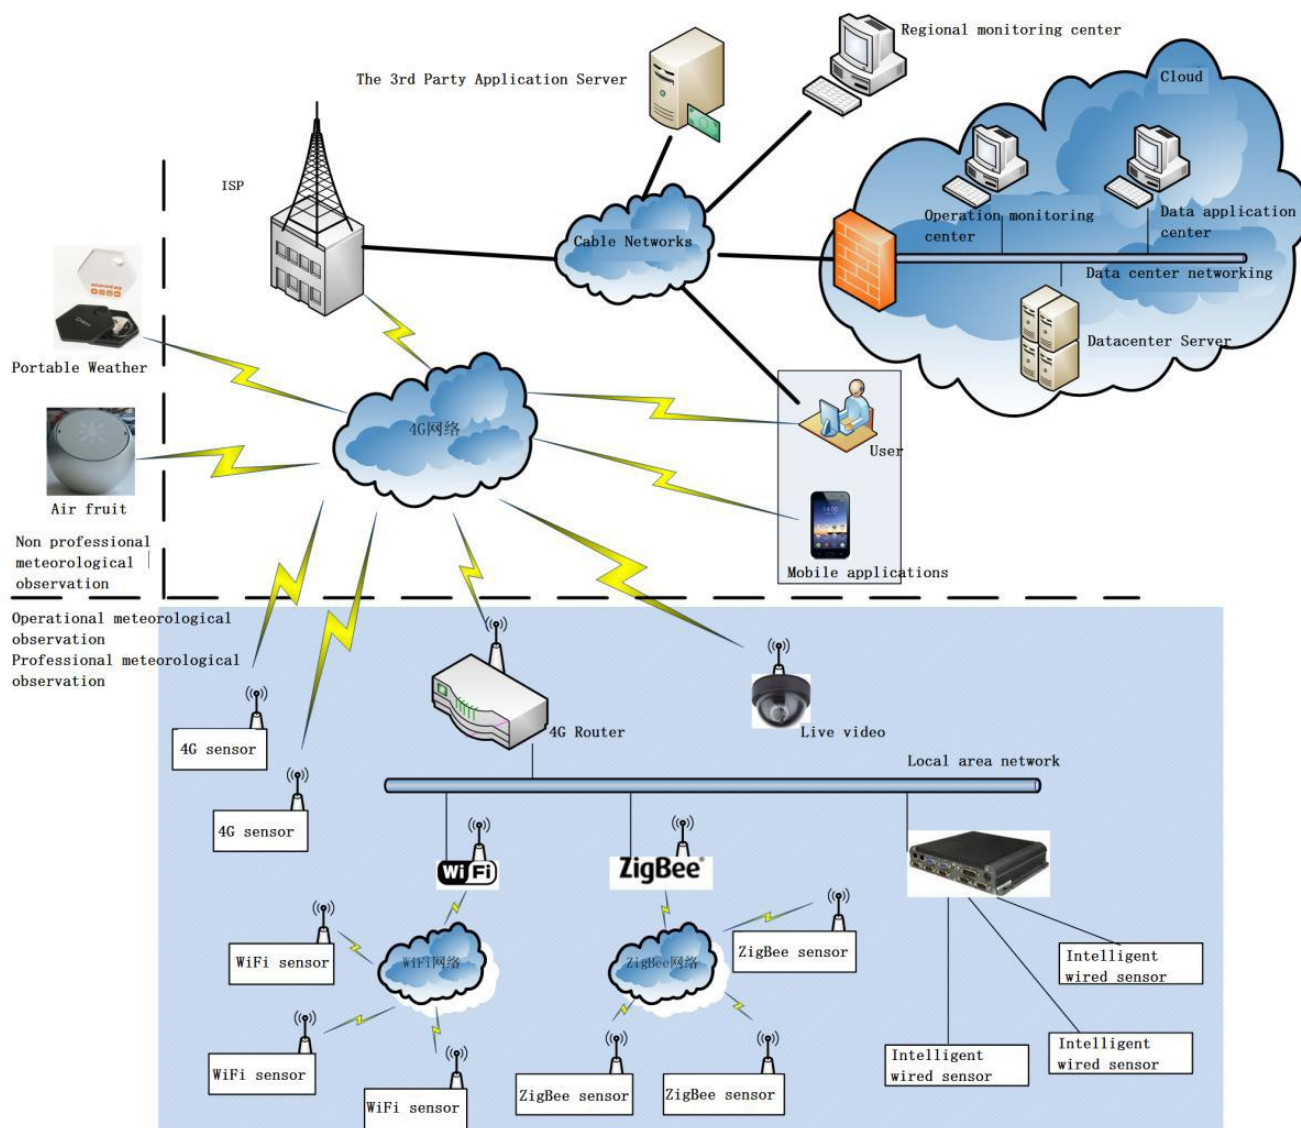 Regional monitoring center
The 3rd Party Application Server
Cloud
ISP
Operation monitoring
center
Data application
center
Cable Networks
Data center networking
Datacenter Server
Portable Weather
4G网络
User
Air fruit
Non professional
meteorological
observation
Mobile applications
Operational meteorological
observation
Professional meteorological
observation
4G Router
Live video
4G sensor
Local area network
4G sensor
WiFi
ZigBee
WiFi sensor
WiFi网络
ZigBee网络
ZigBee sensor
Intelligent
wired sensor
WiFi sensor
WiFi sensor
ZigBee sensor
ZigBee sensor
Intelligent
wired sensor
Intelligent
wired sensor